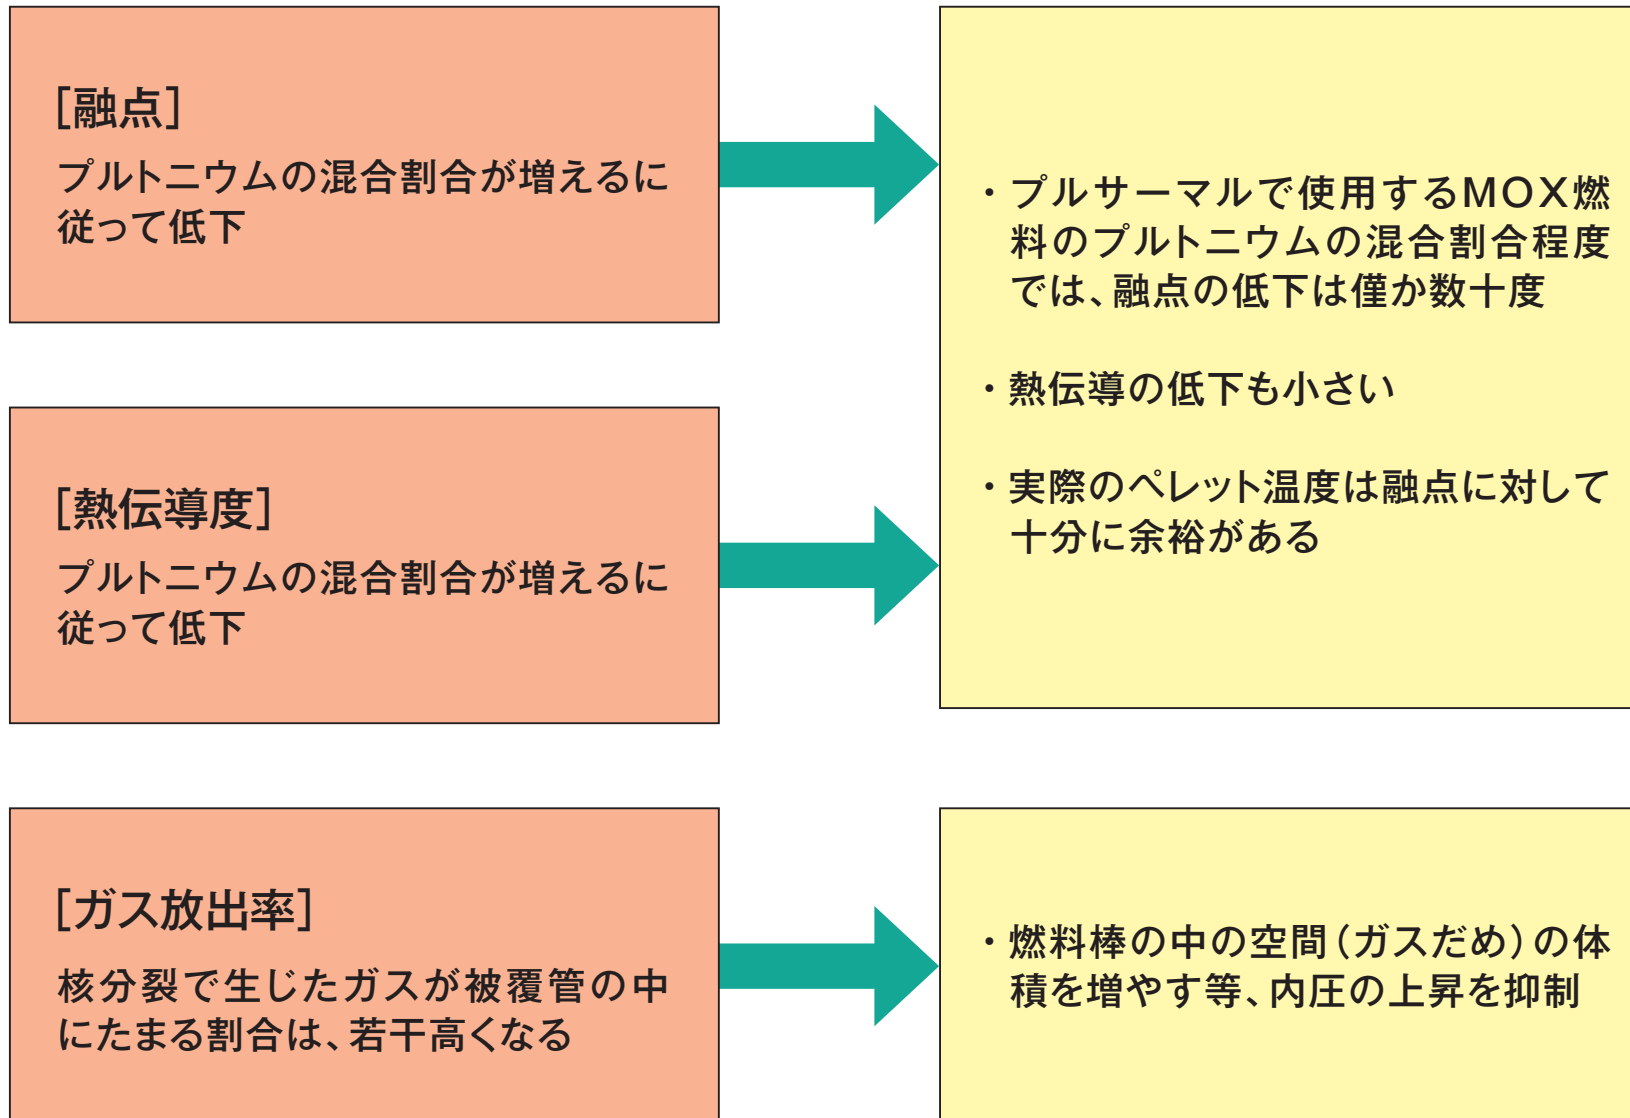 [融点]
プルトニウムの混合割合が増えるに
従って低下
・プルサーマルで使用するMOX燃
料のプルトニウムの混合割合程度
では、融点の低下は僅か数十度
・熱伝導の低下も小さい
・実際のペレット温度は融点に対して
十分に余裕がある
[熱伝導度]
プルトニウムの混合割合が増えるに
従って低下
[ガス放出率]
核分裂で生じたガスが被覆管の中
にたまる割合は、若干高くなる
・燃料棒の中の空間(ガスだめ)の体
積を増やす等、内圧の上昇を抑制